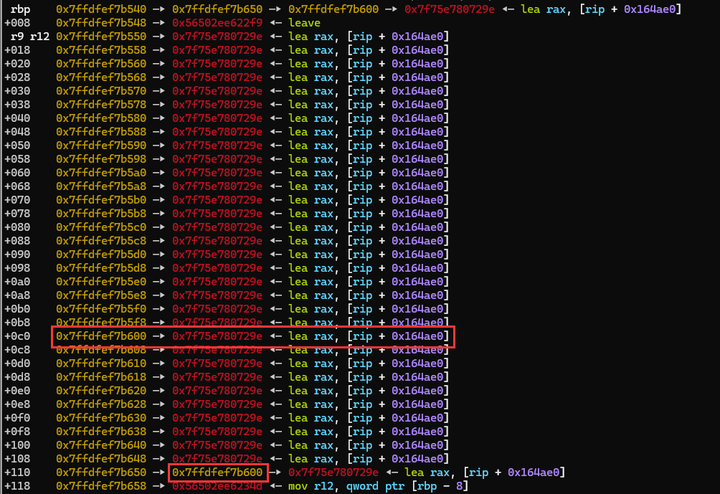 rbp 0x7ffdfef7b540 —▸ 0x7ffdfef7b650 —▸ 0x7ffdfef7b600 —▸ 0x7f75e780729e ◂— lea rax, [rip + 0x164ae0]
+008 0x7ffdfef7b548 —▸ 0x56502ee622f9 ◂— leave
r9 r12 0x7ffdfef7b550 —▸ 0x7f75e780729e ◂— lea rax, [rip + 0x164ae0]
+018 0x7ffdfef7b558 —▸ 0x7f75e780729e ◂— lea rax, [rip + 0x164ae0]
+020 0x7ffdfef7b560 —▸ 0x7f75e780729e ◂— lea rax, [rip + 0x164ae0]
+028 0x7ffdfef7b568 —▸ 0x7f75e780729e ◂— lea rax, [rip + 0x164ae0]
+030 0x7ffdfef7b570 —▸ 0x7f75e780729e ◂— lea rax, [rip + 0x164ae0]
+038 0x7ffdfef7b578 —▸ 0x7f75e780729e ◂— lea rax, [rip + 0x164ae0]
+040 0x7ffdfef7b580 —▸ 0x7f75e780729e ◂— lea rax, [rip + 0x164ae0]
+048 0x7ffdfef7b588 —▸ 0x7f75e780729e ◂— lea rax, [rip + 0x164ae0]
+050 0x7ffdfef7b590 —▸ 0x7f75e780729e ◂— lea rax, [rip + 0x164ae0]
+058 0x7ffdfef7b598 —▸ 0x7f75e780729e ◂— lea rax, [rip + 0x164ae0]
+060 0x7ffdfef7b5a0 —▸ 0x7f75e780729e ◂— lea rax, [rip + 0x164ae0]
+068 0x7ffdfef7b5a8 —▸ 0x7f75e780729e ◂— lea rax, [rip + 0x164ae0]
+070 0x7ffdfef7b5b0 —▸ 0x7f75e780729e ◂— lea rax, [rip + 0x164ae0]
+078 0x7ffdfef7b5b8 —▸ 0x7f75e780729e ◂— lea rax, [rip + 0x164ae0]
+080 0x7ffdfef7b5c0 —▸ 0x7f75e780729e ◂— lea rax, [rip + 0x164ae0]
+088 0x7ffdfef7b5c8 —▸ 0x7f75e780729e ◂— lea rax, [rip + 0x164ae0]
+090 0x7ffdfef7b5d0 —▸ 0x7f75e780729e ◂— lea rax, [rip + 0x164ae0]
+098 0x7ffdfef7b5d8 —▸ 0x7f75e780729e ◂— lea rax, [rip + 0x164ae0]
+0a0 0x7ffdfef7b5e0 —▸ 0x7f75e780729e ◂— lea rax, [rip + 0x164ae0]
+0a8 0x7ffdfef7b5e8 —▸ 0x7f75e780729e ◂— lea rax, [rip + 0x164ae0]
+0b0 0x7ffdfef7b5f0 —▸ 0x7f75e780729e ◂— lea rax, [rip + 0x164ae0]
+0b8 0x7ffdfef7b5f8 —▸ 0x7f75e780729e ◂— lea rax, [rip + 0x164ae0]
+0c0 0x7ffdfef7b600 —▸ 0x7f75e780729e ◂— lea rax, [rip + 0x164ae0]
+0c8 0x7ffdfef7b608 —▸ 0x7f75e780729e ◂— lea rax, [rip + 0x164ae0]
+0d0 0x7ffdfef7b610 —▸ 0x7f75e780729e ◂— lea rax, [rip + 0x164ae0]
+0d8 0x7ffdfef7b618 —▸ 0x7f75e780729e ◂— lea rax, [rip + 0x164ae0]
+0e0 0x7ffdfef7b620 —▸ 0x7f75e780729e ◂— lea rax, [rip + 0x164ae0]
+0e8 0x7ffdfef7b628 —▸ 0x7f75e780729e ◂— lea rax, [rip + 0x164ae0]
+0f0 0x7ffdfef7b630 —▸ 0x7f75e780729e ◂— lea rax, [rip + 0x164ae0]
+0f8 0x7ffdfef7b638 —▸ 0x7f75e780729e ◂— lea rax, [rip + 0x164ae0]
+100 0x7ffdfef7b640 —▸ 0x7f75e780729e ◂— lea rax, [rip + 0x164ae0]
+108 0x7ffdfef7b648 —▸ 0x7f75e780729e ◂— lea rax, [rip + 0x164ae0]
+110 0x7ffdfef7b650 —▸ 0x7ffdfef7b600 —▸ 0x7f75e780729e ◂— lea rax, [rip + 0x164ae0]
+118 0x7ffdfef7b658 —▸ 0x56502ee6234d ◂— mov r12, qword ptr [rbp - 8]